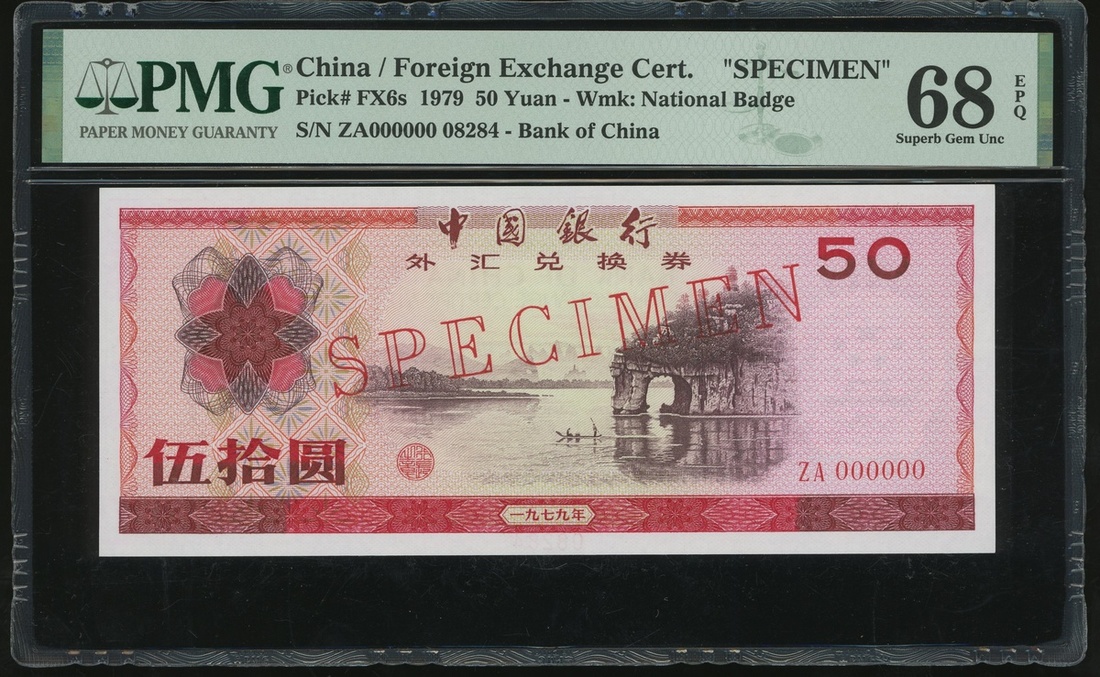 PMG®
PAPER MONEY GUARANTY
China / Foreign Exchange Cert. "SPECIMEN"
Pick# FX6s 1979 50 Yuan - Wmk: National Badge
S/N ZA000000 08284 - Bank of China
68
EPQ
Superb Gem Unc
中國銀行
外汇兑换券
50
SPECIMEN
伍拾圆
ZA 000000
一九七九年